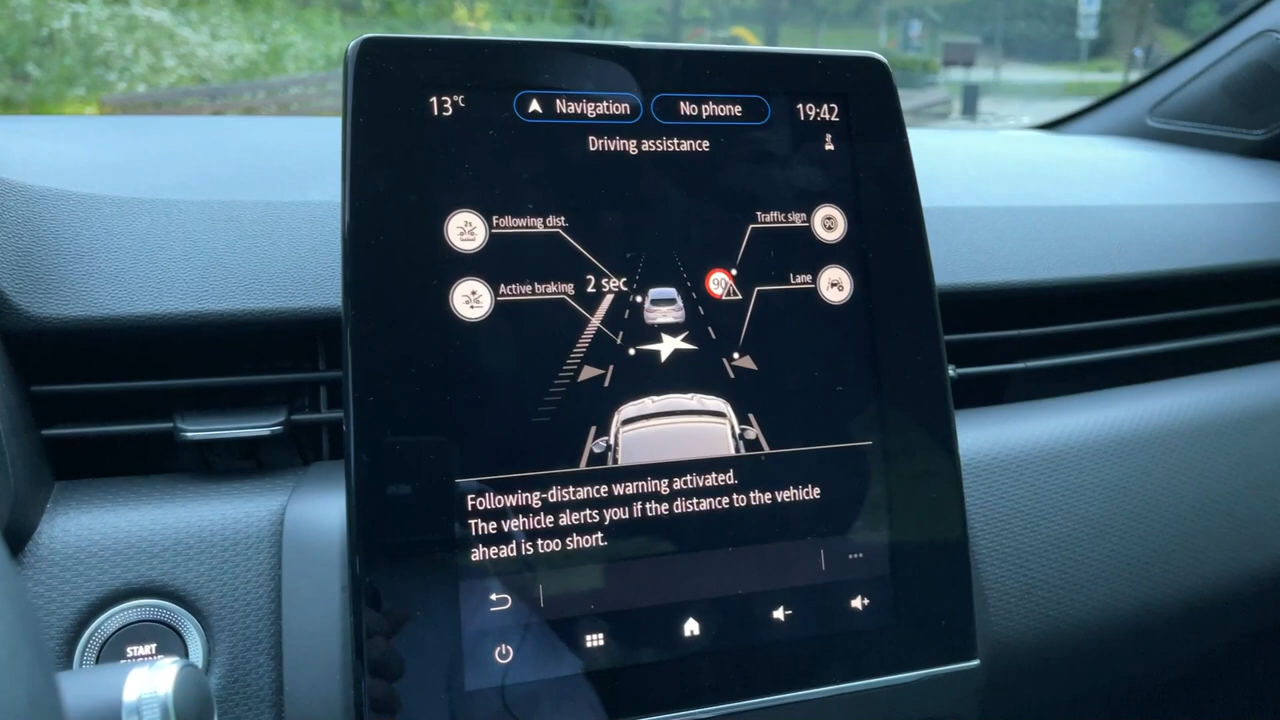 13°C
Navigation
No phone
19:42
Driving assistance
Following dist.
Traffic sign
2s
90
Active braking
2 sec
90
Lane
Following-distance warning activated.
The vehicle alerts you if the distance to the vehicle
ahead is too short.
START
ENGINE